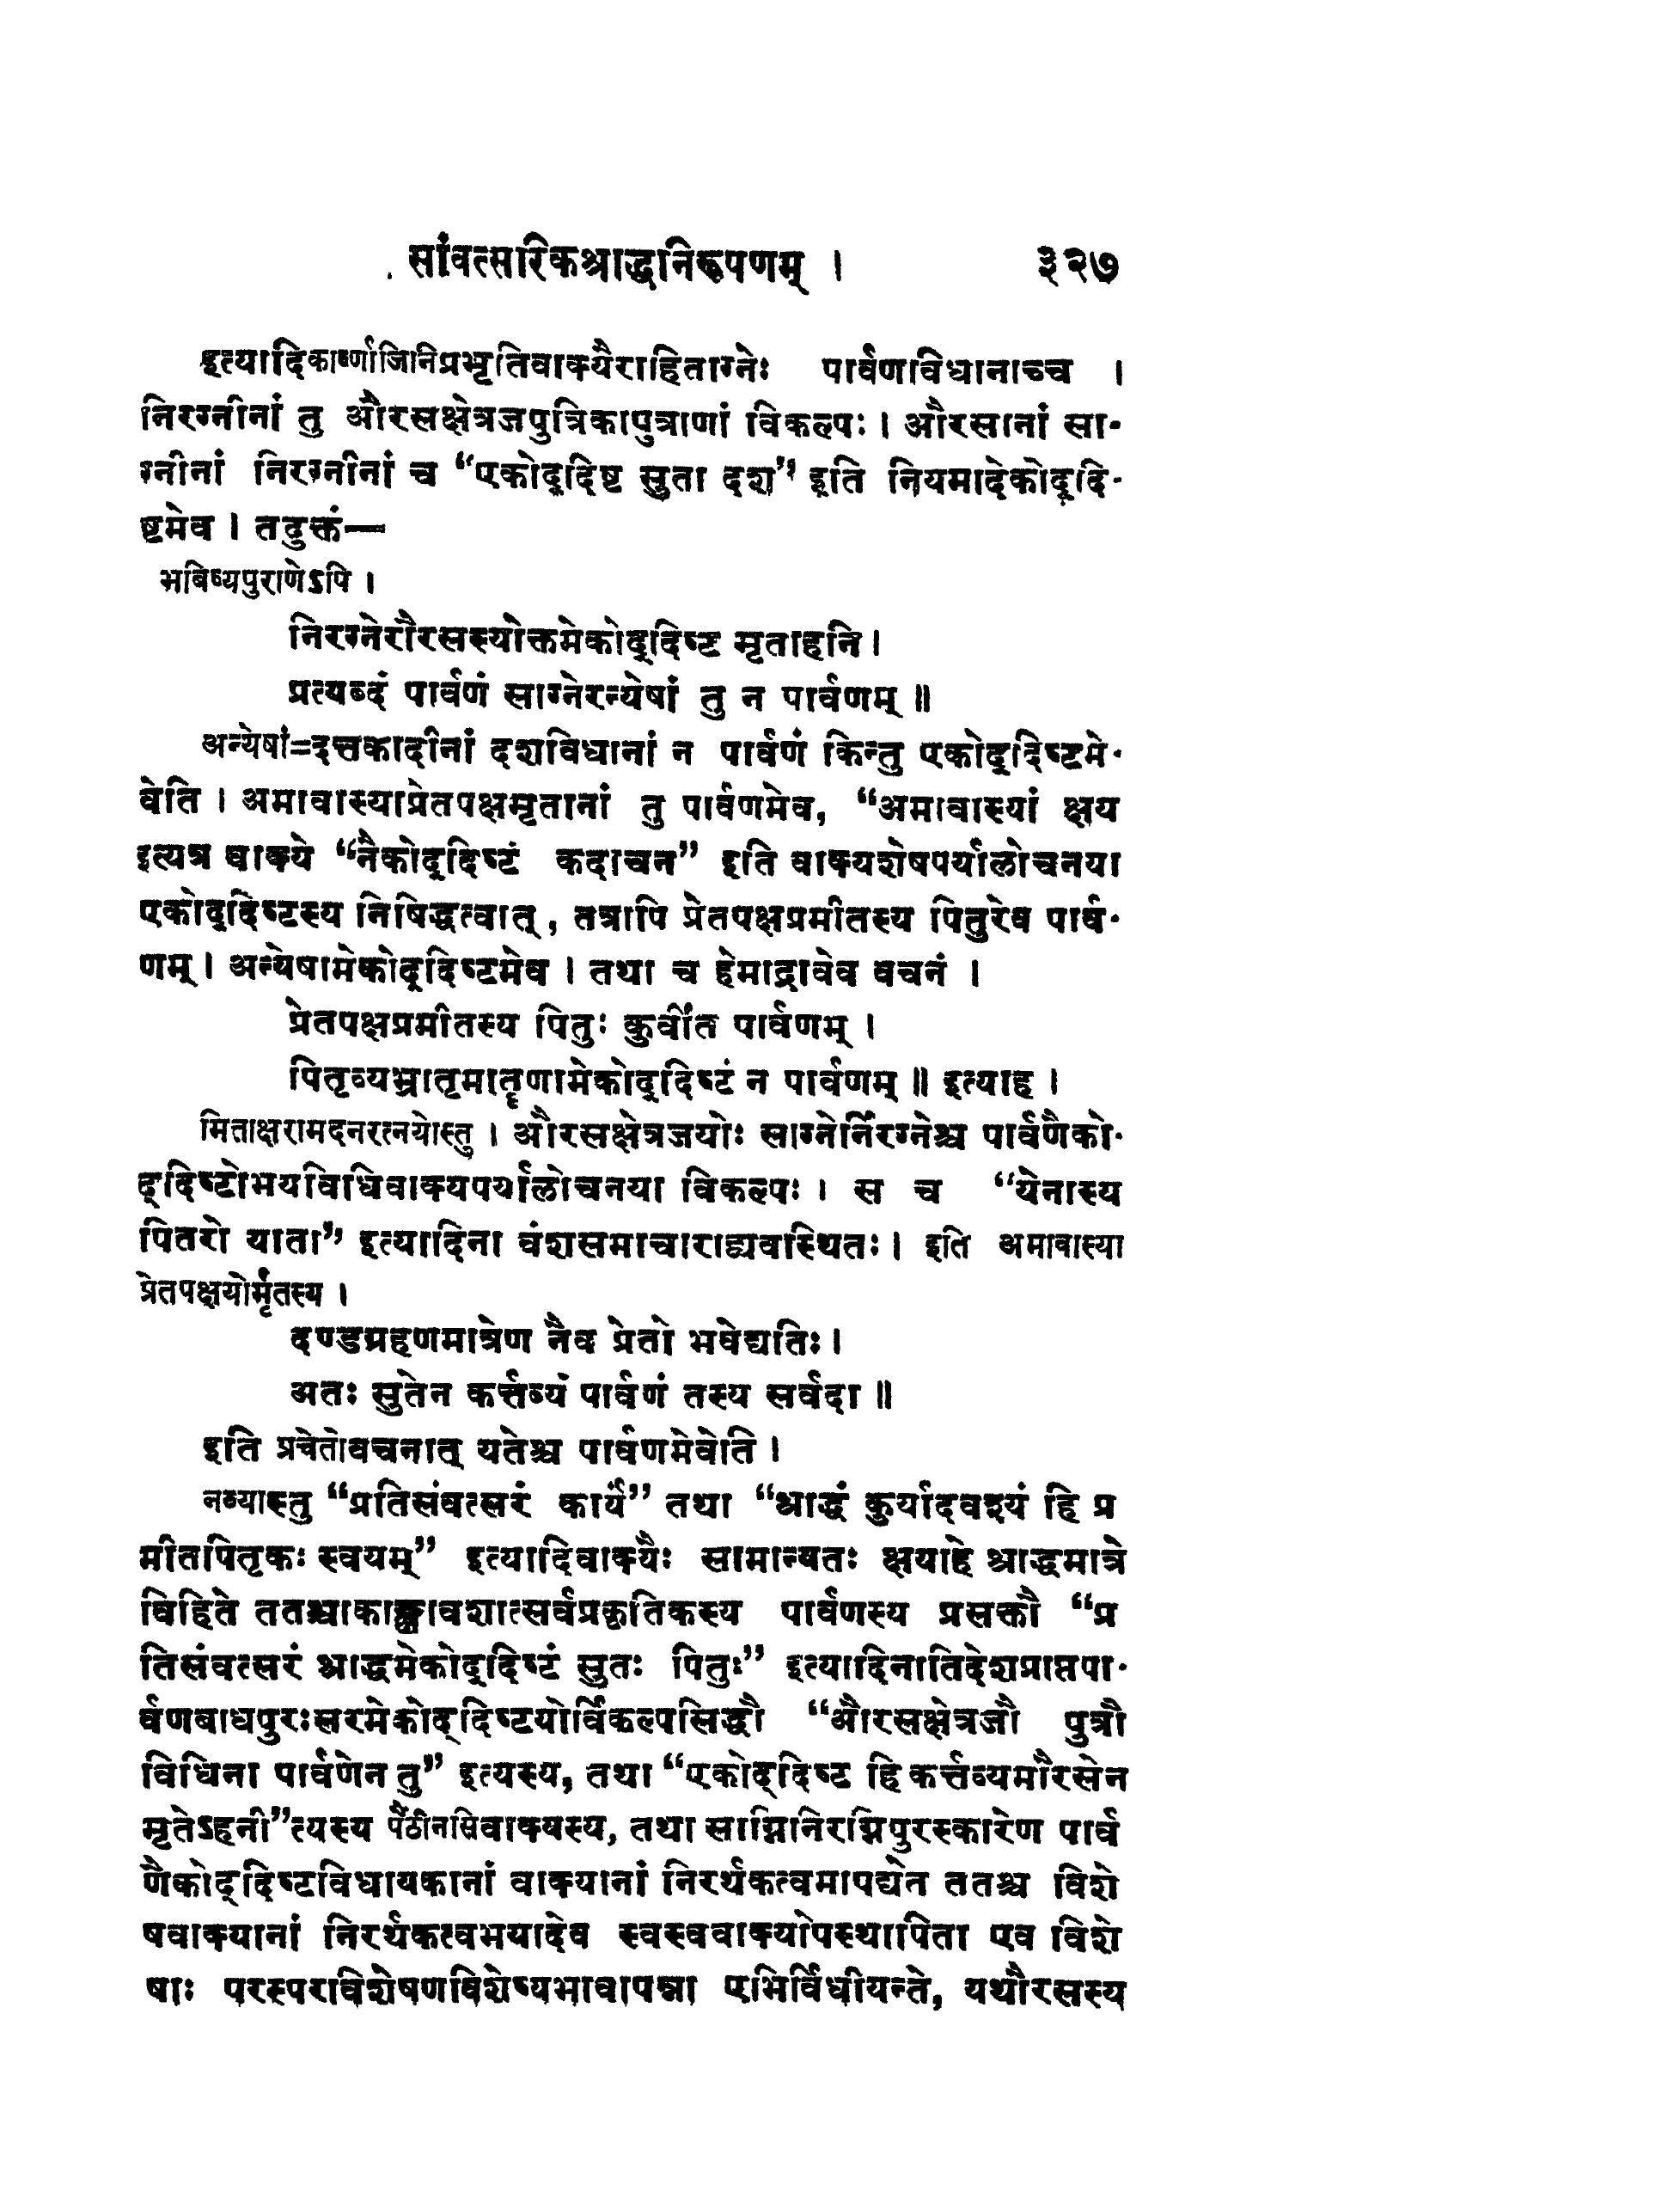 सांवत्सरिकश्राद्धनिरूपणम् । ३२७
इत्यादिकार्ष्णाजिनिप्रभृतिवाक्यैराहिताग्नेः पार्वणविधानाच्च ।
निरग्नीनां तु औरसक्षेत्रजपुत्रिकापुत्राणां विकल्पः । औरसानां सा-
ग्नीनां निरग्नीनां च “एकोद्दिष्ट सुता दश” इति नियमादेकोद्दि-
ष्टमेव । तदुक्तं—
भबिष्यपुराणेऽपि ।
निरग्नेरौरसस्योक्तमेकोद्दिष्ट मृताहनि ।
प्रत्यब्दं पार्वणं साग्नेरन्येषां तु न पार्वणम् ॥
अन्येषां=दत्तकादीनां दशविधानां न पार्वणं किन्तु एकोद्दिष्टमे-
वेति । अमावास्याप्रेतपक्षमृतानां तु पार्वणमेव, “अमावास्यां क्षय
इत्यत्र वाक्ये “नैकोद्दिष्टं कदाचन” इति वाक्यशेषपर्यालोचनया
एकोद्दिष्टस्य निषिद्धत्वात्, तत्रापि प्रेतपक्षप्रमीतस्य पितुरेव पार्व-
णम् । अन्येषामेकोद्दिष्टमेव । तथा च हेमाद्रावेव वचनं ।
प्रेतपक्षप्रमीतस्य पितुः कुर्वीत पार्वणम् ।
पितृव्यभ्रातृमातॄणामेकोद्दिष्टं न पार्वणम् ॥ इत्याह ।
मिताक्षरामदनरत्नयोस्तु । औरसक्षेत्रजयोः साग्नेर्निरग्नेश्च पार्वणैको-
द्दिष्टोभयविधिवाक्यपर्यालोचनया विकल्पः । स च “येनास्य
पितरो याता” इत्यादिना वंशसमाचाराद्यवस्थितः । इति अमावास्या
प्रेतपक्षयोर्मृतस्य ।
दण्डग्रहणमात्रेण नैव प्रेतो भवेद्यतिः ।
अतः सुतेन कर्त्तव्यं पार्वणं तस्य सर्वदा ॥
इति प्रचेतोवचनात् यतेश्च पार्वणमेवेति ।
नव्यास्तु “प्रतिसंवत्सरं कार्यं” तथा “श्राद्धं कुर्यादवश्यं हि प्र
मीतपितृकः स्वयम्” इत्यादिवाक्यैः सामान्यतः क्षयाहे श्राद्धमात्रे
विहिते ततश्चाकाङ्क्षावशात्सर्वप्रकृतिकस्य पार्वणस्य प्रसक्तौ “प्र
तिसंवत्सरं श्राद्धमेकोद्दिष्टं सुतः पितुः” इत्यादिनातिदेशप्राप्तपा-
र्वणबाधपुरःसरमेकोद्दिष्टयोर्विकल्पसिद्धौ “औरसक्षेत्रजौ पुत्रौ
विधिना पार्वणेन तु” इत्यस्य, तथा “एकोद्दिष्ट हि कर्त्तव्यमौरसेन
मृतेऽहनी”त्यस्य पैठीनसिवाक्यस्य, तथा साग्निनिरग्निपुरस्कारेण पार्व
णैकोद्दिष्टविधायकानां वाक्यानां निरर्थकत्वमापद्येत ततश्च विशे
षवाक्यानां निरर्थकत्वभयादेव स्वस्ववाक्योपस्थापिता एव विशे
षाः परस्परविशेषणविशेष्यभावापन्ना एभिर्विधीयन्ते, यथौरसस्य